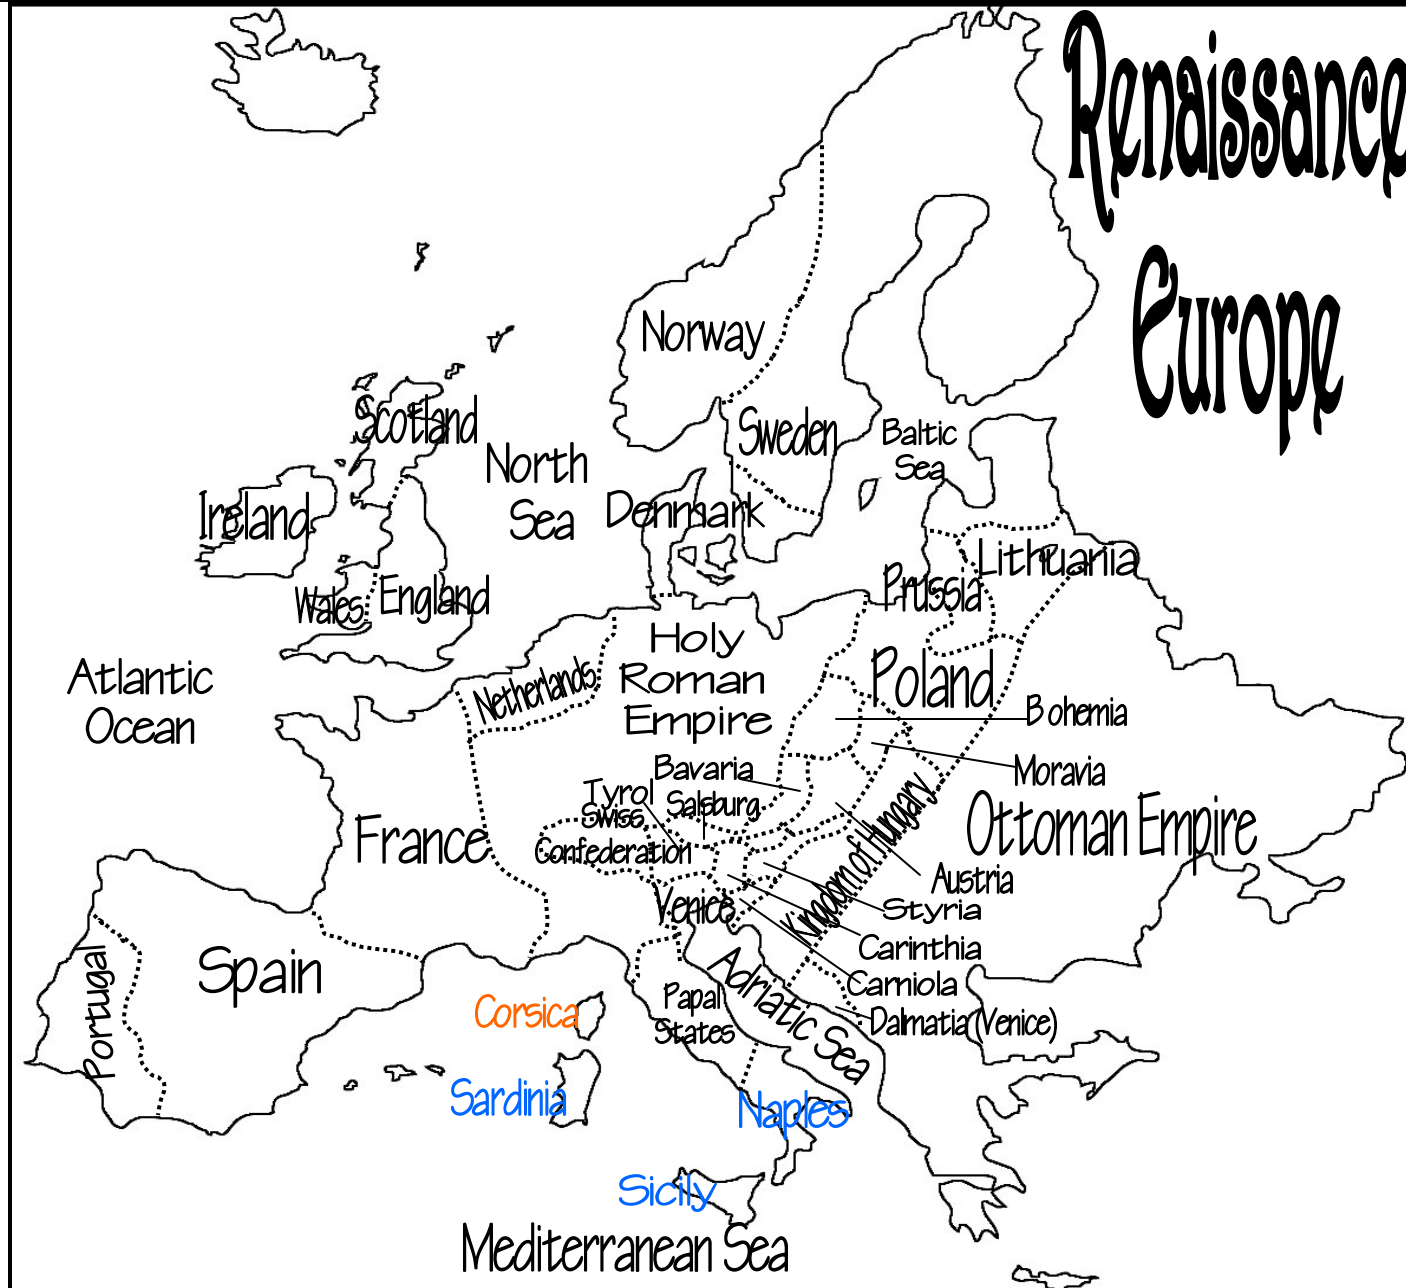 Renaissance
Europe
Norway
Scotland
Sweden
Baltic
Sea
North
Sea
Ireland
Denmark
Lithuania
Prussia
Wales
England
Holy
Roman
Empire
Atlantic
Ocean
Netherlands
Poland
Bohemia
Moravia
Bavaria
Tyrol
Salsburg
Swiss
Confederation
France
Kingdom of Hungary
Ottoman Empire
Austria
Styria
Venice
Carinthia
Carniola
Portugal
Spain
Adriatic Sea
Papal
States
Dalmatia (Venice)
Corsica
Sardinia
Naples
Sicily
Mediterranean Sea